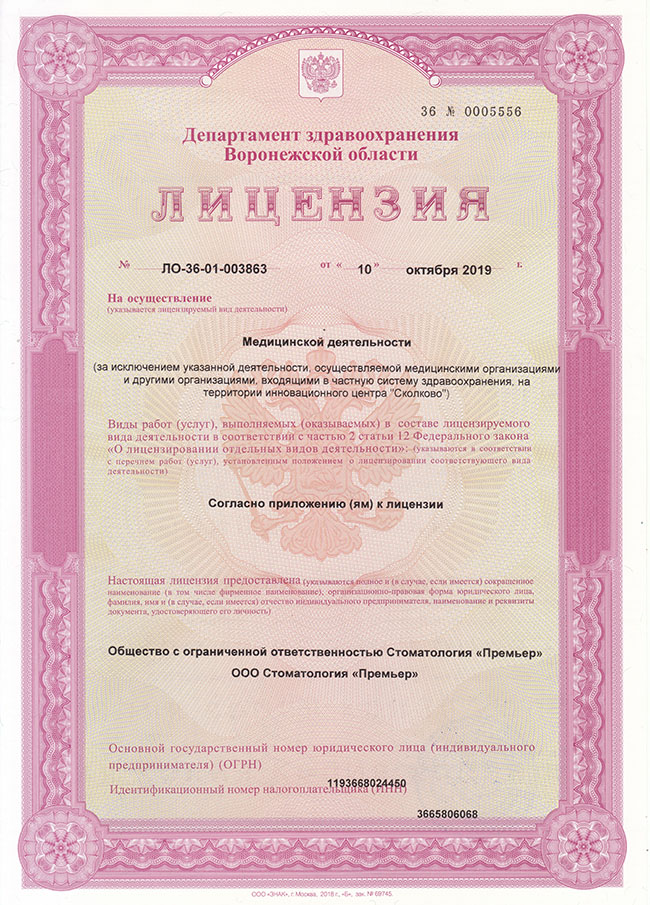 36 № 0005556
Департамент здравоохранения
Воронежской области
ЛИЦЕНЗИЯ
№ ЛО-36-01-003863 от « 10 » октября 2019 г.
На осуществление
(указывается лицензируемый вид деятельности)
Медицинской деятельности
(за исключением указанной деятельности, осуществляемой медицинскими организациями
и другими организациями, входящими в частную систему здравоохранения, на
территории инновационного центра "Сколково")
Виды работ (услуг), выполняемых (оказываемых) в составе лицензируемого
вида деятельности в соответствии с частью 2 статьи 12 Федерального закона
«О лицензировании отдельных видов деятельности»: (указываются в соответствии
с перечнем работ (услуг), установленным положением о лицензировании соответствующего вида
деятельности)
Согласно приложению (ям) к лицензии
Настоящая лицензия предоставлена (указываются полное и (в случае, если имеется) сокращенное
наименование (в том числе фирменное наименование), организационно-правовая форма юридического лица,
фамилия, имя и (в случае, если имеется) отчество индивидуального предпринимателя, наименование и реквизиты
документа, удостоверяющего его личность)
Общество с ограниченной ответственностью Стоматология «Премьер»
ООО Стоматология «Премьер»
Основной государственный номер юридического лица (индивидуального
предпринимателя) (ОГРН)
1193668024450
Идентификационный номер налогоплательщика (ИНН)
3665806068
ООО «ЗНАК», г. Москва, 2018 г., «Б», зак. № 69745.